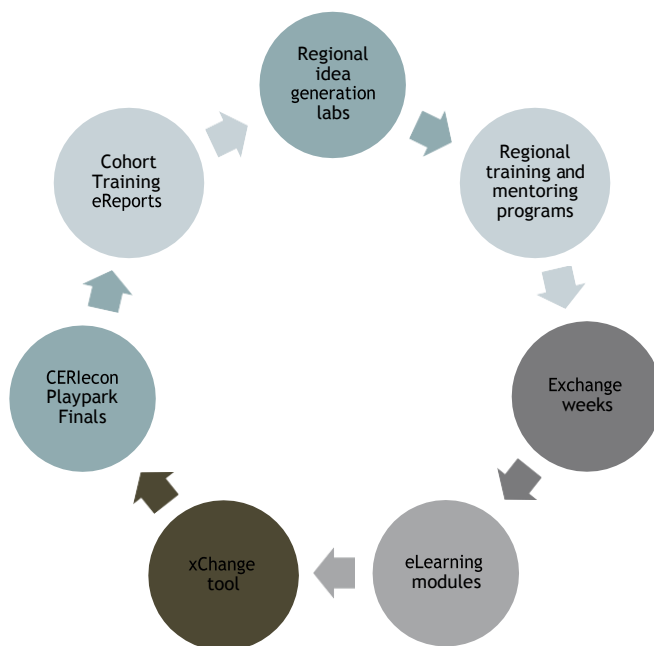 Regional
idea
generation
labs
Regional
training and
mentoring
programs
Exchange
weeks
eLearning
modules
xChange
tool
CERIecon
Playpark
Finals
Cohort
Training
eReports